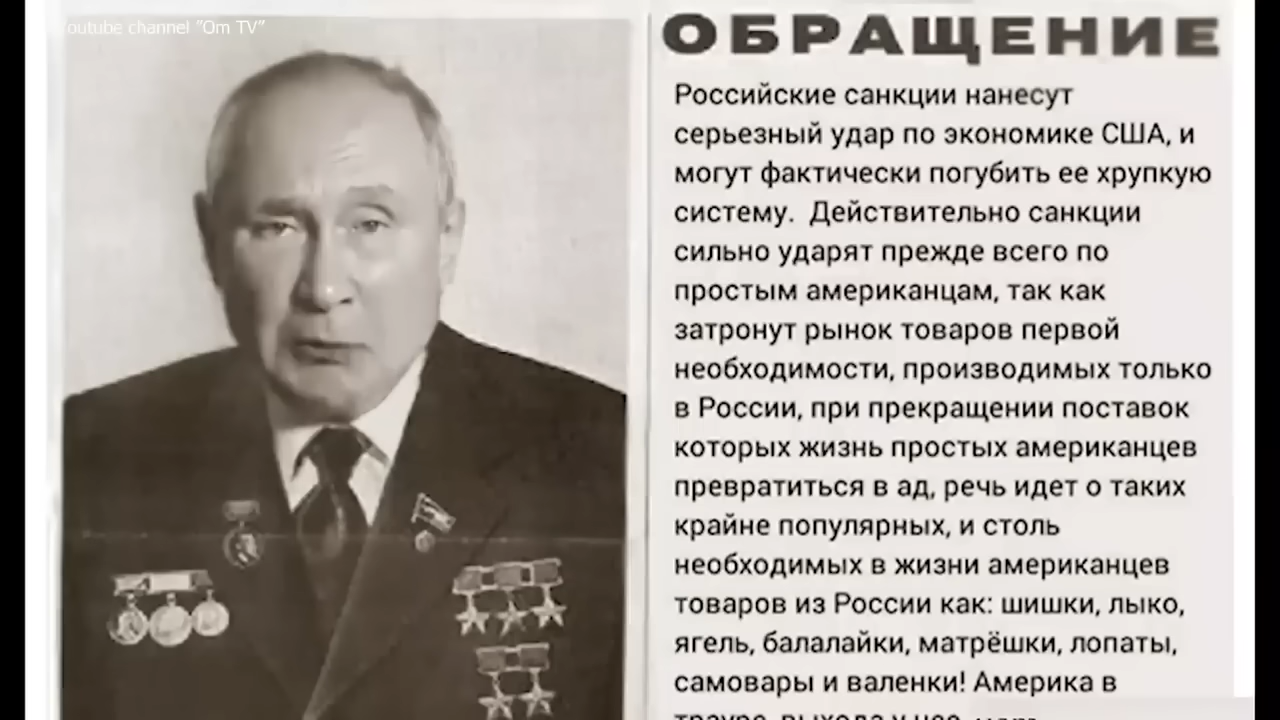 Youtube channel "Om TV"
ОБРАЩЕНИЕ
Российские санкции нанесут
серьезный удар по экономике США, и
могут фактически погубить ее хрупкую
систему. Действительно санкции
сильно ударят прежде всего по
простым американцам, так как
затронут рынок товаров первой
необходимости, производимых только
в России, при прекращении поставок
которых жизнь простых американцев
превратиться в ад, речь идет о таких
крайне популярных, и столь
необходимых в жизни американцев
товаров из России как: шишки, лыко,
ягель, балалайки, матрёшки, лопаты,
самовары и валенки! Америка в